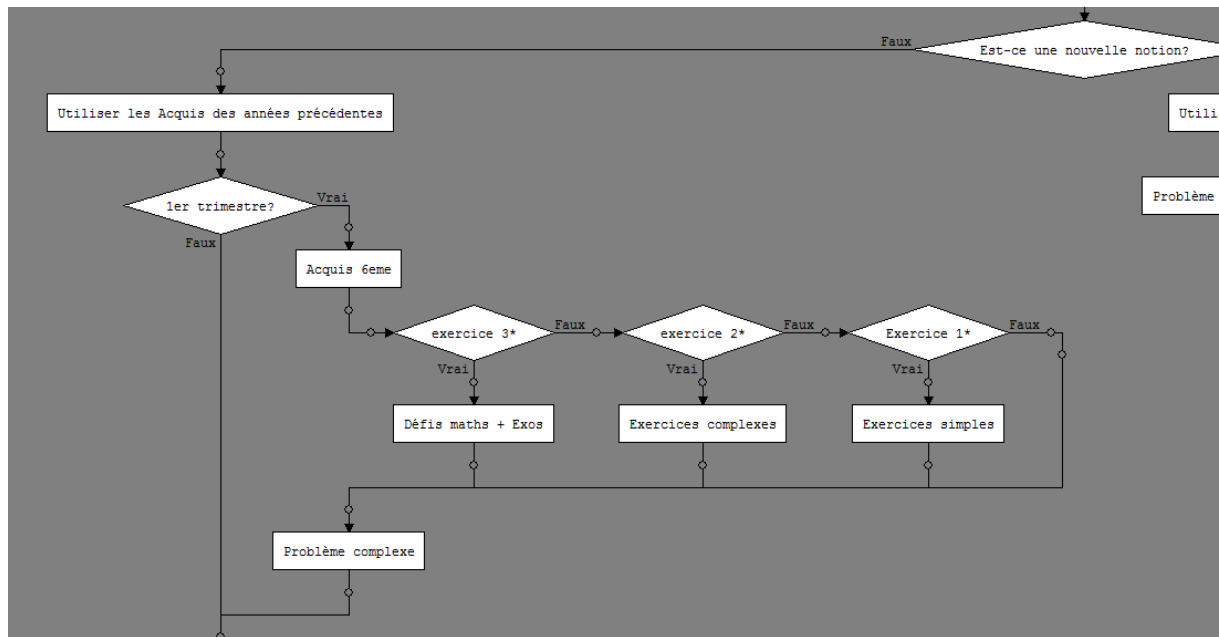 Faux
Est-ce une nouvelle notion?
Utiliser les Acquis des années précédentes
Utili
1er trimestre?
Vrai
Problème
Faux
Acquis 6eme
exercice 3*
Faux
exercice 2*
Faux
Exercice 1*
Faux
Vrai
Vrai
Vrai
Défis maths + Exos
Exercices complexes
Exercices simples
Problème complexe